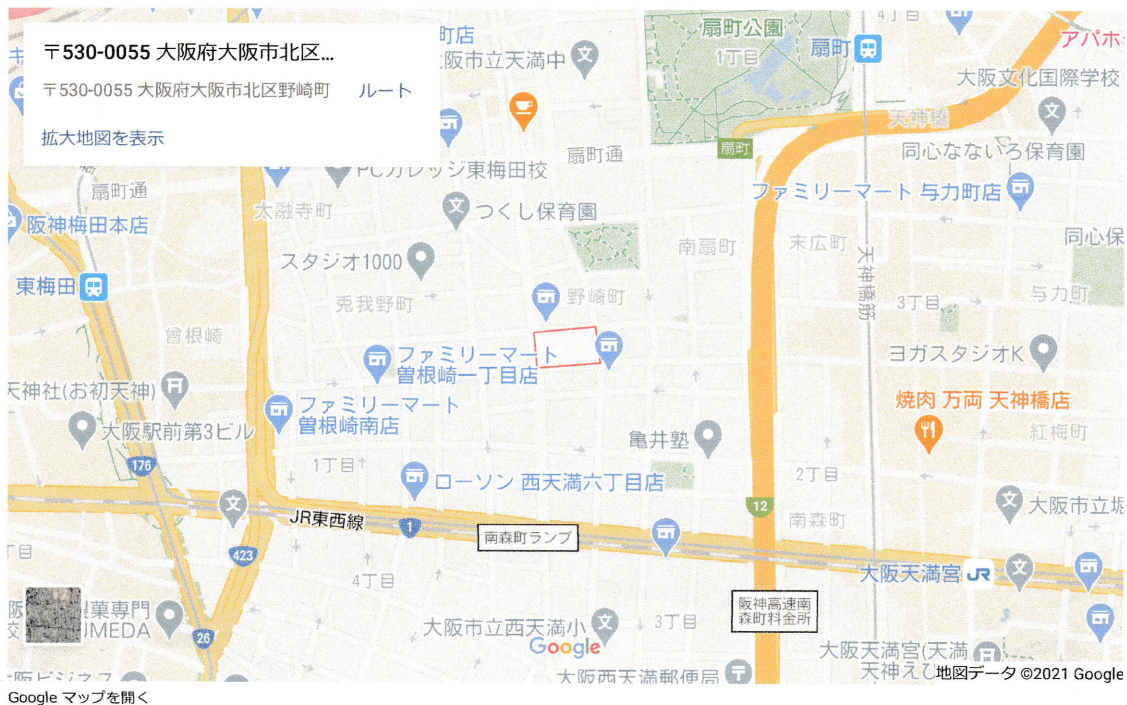 〒530-0055 大阪府大阪市北区...
〒530-0055 大阪府大阪市北区野崎町 ルート
拡大地図を表示
町店
大阪市立天満中
扇町公園
1丁目
扇町
4丁目
アパホ
大阪文化国際学校
天神橋
扇町
同心なないろ保育園
扇町通
PCカレッジ東梅田校
扇町通
太融寺町
つくし保育園
ファミリーマート 与力町店
阪神梅田本店
南扇町
末広町
同心保
スタジオ1000
天神橋筋
東梅田
兎我野町
野崎町
3丁目
与力町
曽根崎
ファミリーマート
曽根崎一丁目店
ヨガスタジオK
天神社(お初天神)
ファミリーマート
曽根崎南店
焼肉 万両 天神橋店
大阪駅前第3ビル
亀井塾
紅梅町
176
1丁目
ローソン 西天満六丁目店
2丁目
12
大阪市立堀
JR東西線
1
南森町ランプ
南森町
丁目
423
4丁目
大阪天満宮 JR
阪神高速南
森町料金所
製菓専門
UMEDA
26
大阪市立西天満小
3丁目
Google
大阪天満宮(天満
天神えび
阪ビジネス
大阪西天満郵便局
地図データ ©2021 Google
Google マップを開く